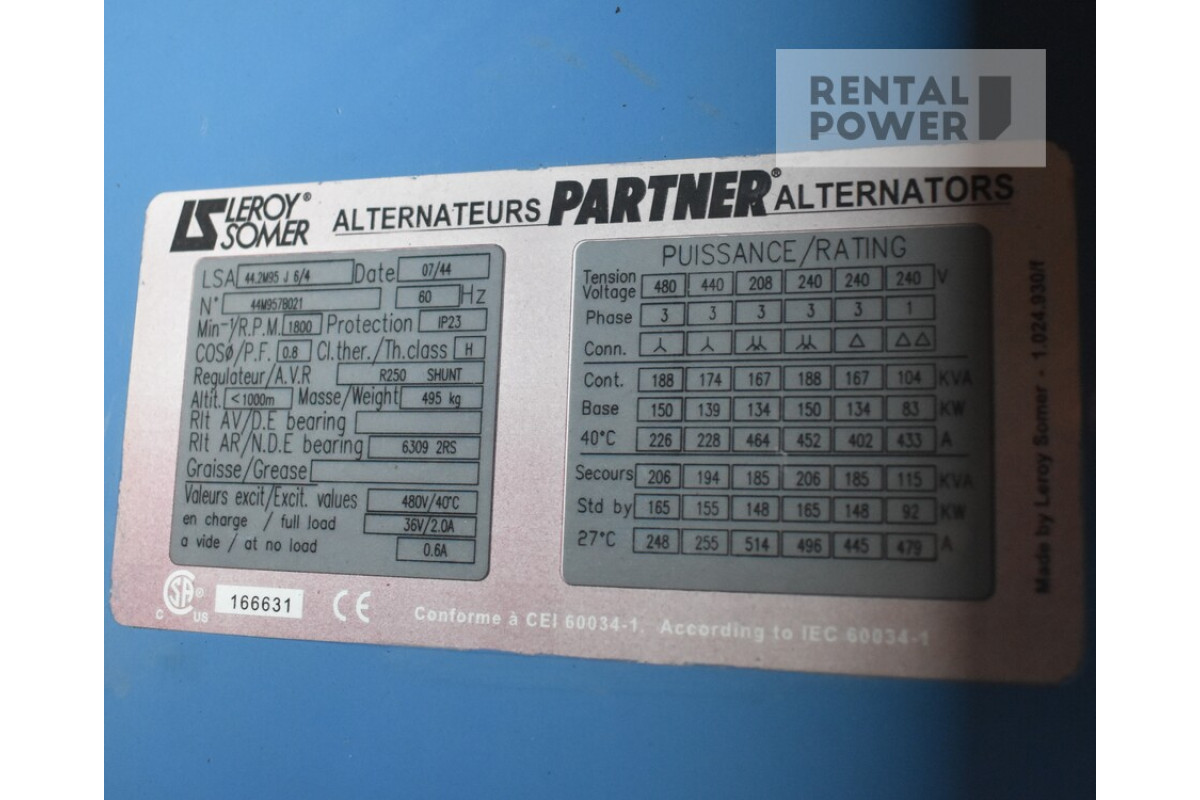 RENTAL
POWER
LEROY®
SOMER
ALTERNATEURS PARTNER® ALTERNATORS
LSA 44.2M95 J 6/4 Date 07/44
N° 44M9578021 60 Hz
Min-¹/R.P.M. 1800 Protection IP23
COSØ/P.F. 0.8 Cl.ther./Th.class H
Regulateur/A.V.R R250 SHUNT
Altit. <1000m Masse/Weight 495 kg
Rlt AV/D.E bearing
Rlt AR/N.D.E bearing 6309 2RS
Graisse/Grease
Valeurs excit/Excit. values 480V/40°C
en charge / full load 36V/2.0A
a vide / at no load 0.6A
PUISSANCE/RATING
Tension
Voltage 480 440 208 240 240 240 V
Phase 3 3 3 3 3 1
Conn.
Cont. 188 174 167 188 167 104 KVA
Base 150 139 134 150 134 83 KW
40°C 226 228 464 452 402 433 A
Secours 206 194 185 206 185 115 KVA
Std by 165 155 148 165 148 92 KW
27°C 248 255 514 496 445 479 A
Made by Leroy Somer - 1.024.930/f
C SA® US 166631 CE
Conforme à CEI 60034-1. According to IEC 60034-1